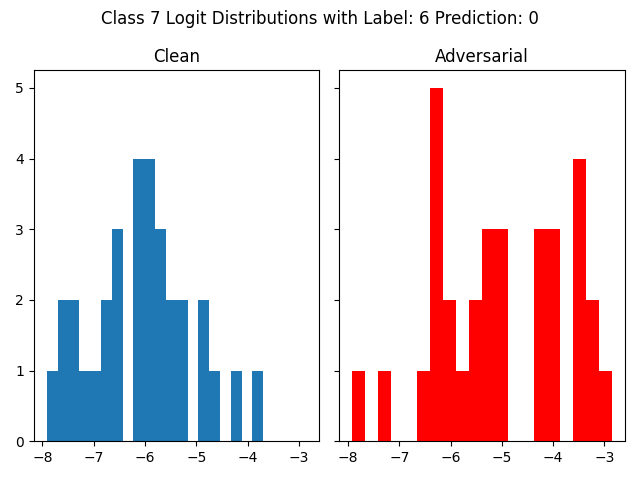 Class 7 Logit Distributions with Label: 6 Prediction: 0
Clean
Adversarial
5
4
3
2
1
0
−8 −7 −6 −5 −4 −3
−8 −7 −6 −5 −4 −3